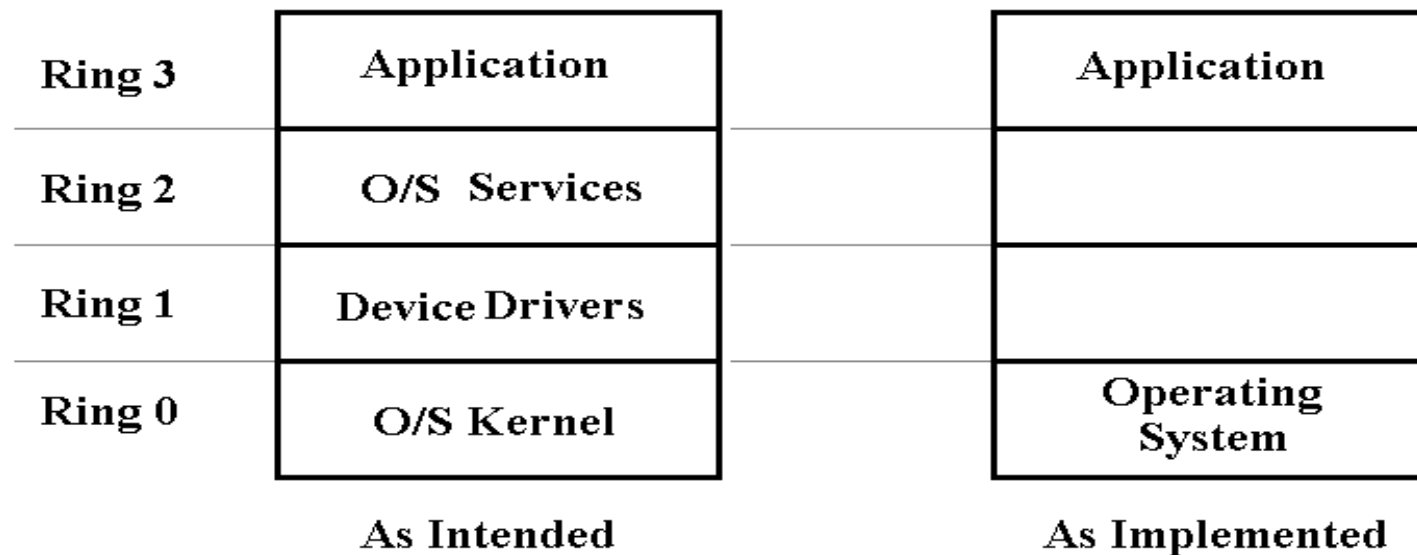 Ring 3 Application Application
Ring 2 O/S Services
Ring 1 Device Drivers
Ring 0 O/S Kernel Operating
System
As Intended As Implemented